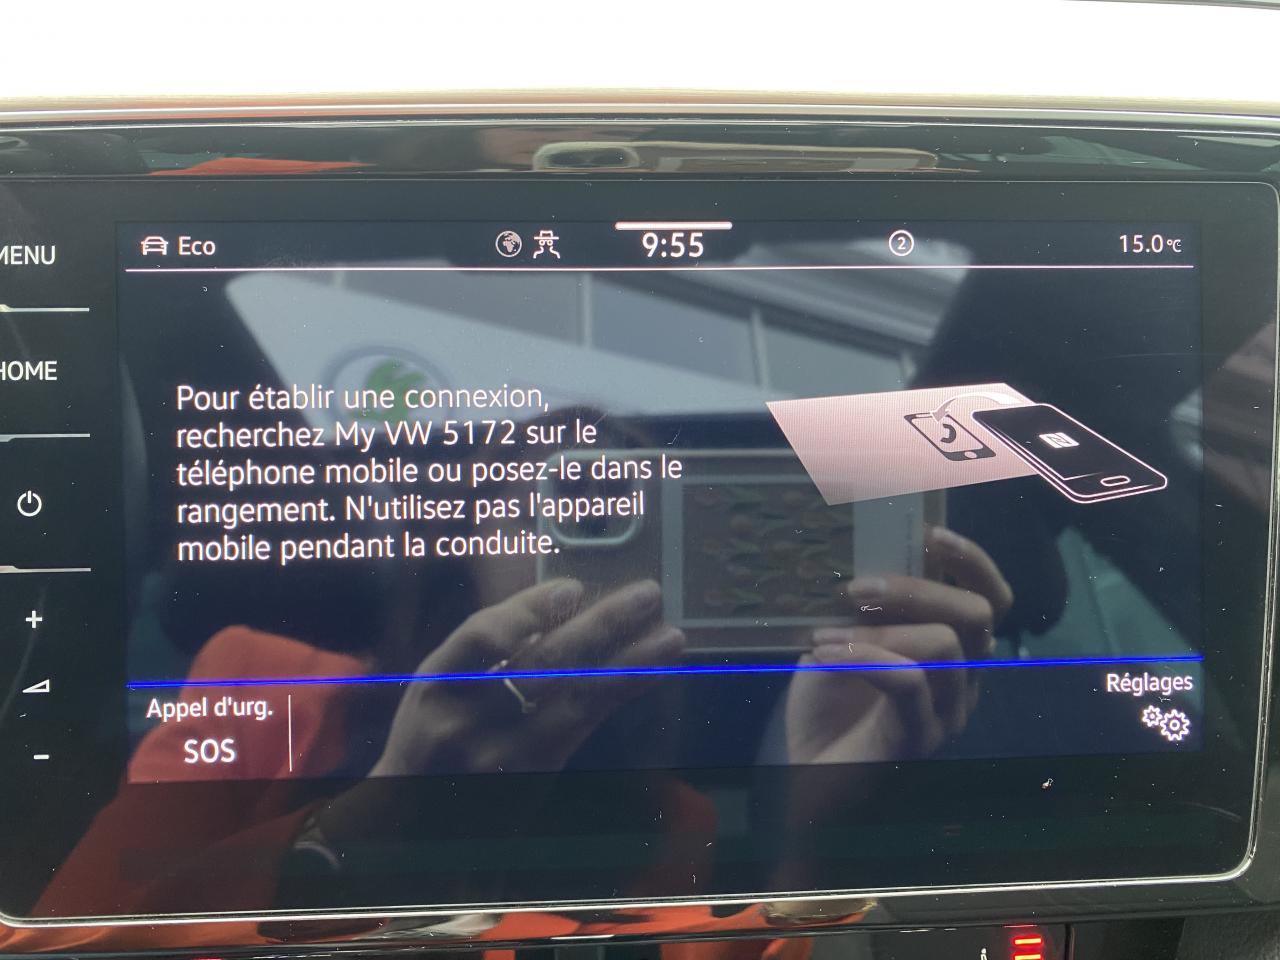 MENU
HOME
Eco
9:55
2
15.0°C
Pour établir une connexion,
recherchez My VW 5172 sur le
téléphone mobile ou posez-le dans le
rangement. N'utilisez pas l'appareil
mobile pendant la conduite.
Appel d'urg.
SOS
Réglages
+
-